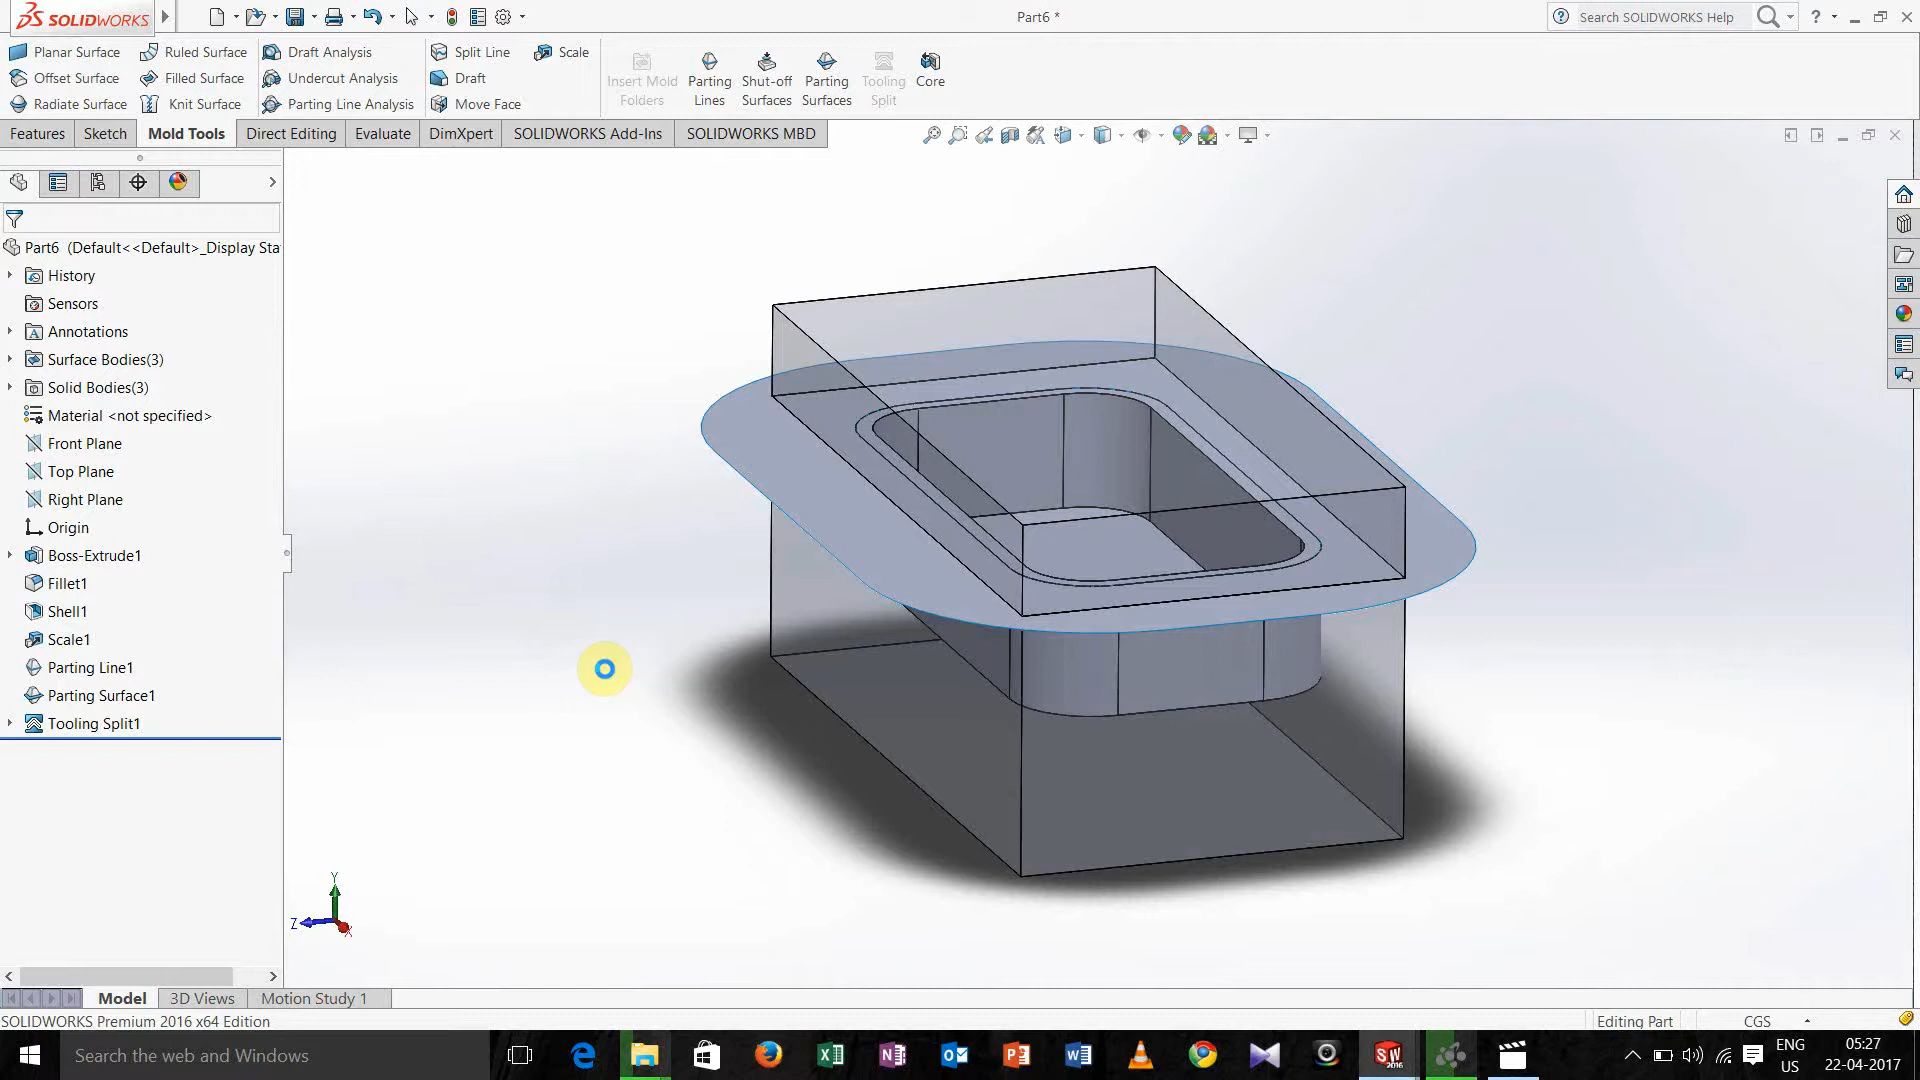 SOLIDWORKS
Part6 *
Search SOLIDWORKS Help
Planar Surface
Ruled Surface
Draft Analysis
Split Line
Scale
Offset Surface
Filled Surface
Undercut Analysis
Draft
Radiate Surface
Knit Surface
Parting Line Analysis
Move Face
Insert Mold
Folders
Parting
Lines
Shut-off
Surfaces
Parting
Surfaces
Tooling
Split
Core
Features
Sketch
Mold Tools
Direct Editing
Evaluate
DimXpert
SOLIDWORKS Add-Ins
SOLIDWORKS MBD
Part6 (Default<<Default>_Display Sta
History
Sensors
Annotations
Surface Bodies(3)
Solid Bodies(3)
Material <not specified>
Front Plane
Top Plane
Right Plane
Origin
Boss-Extrude1
Fillet1
Shell1
Scale1
Parting Line1
Parting Surface1
Tooling Split1
Y
Z
X
Model
3D Views
Motion Study 1
SOLIDWORKS Premium 2016 x64 Edition
Editing Part
CGS
Search the web and Windows
ENG
US
05:27
22-04-2017